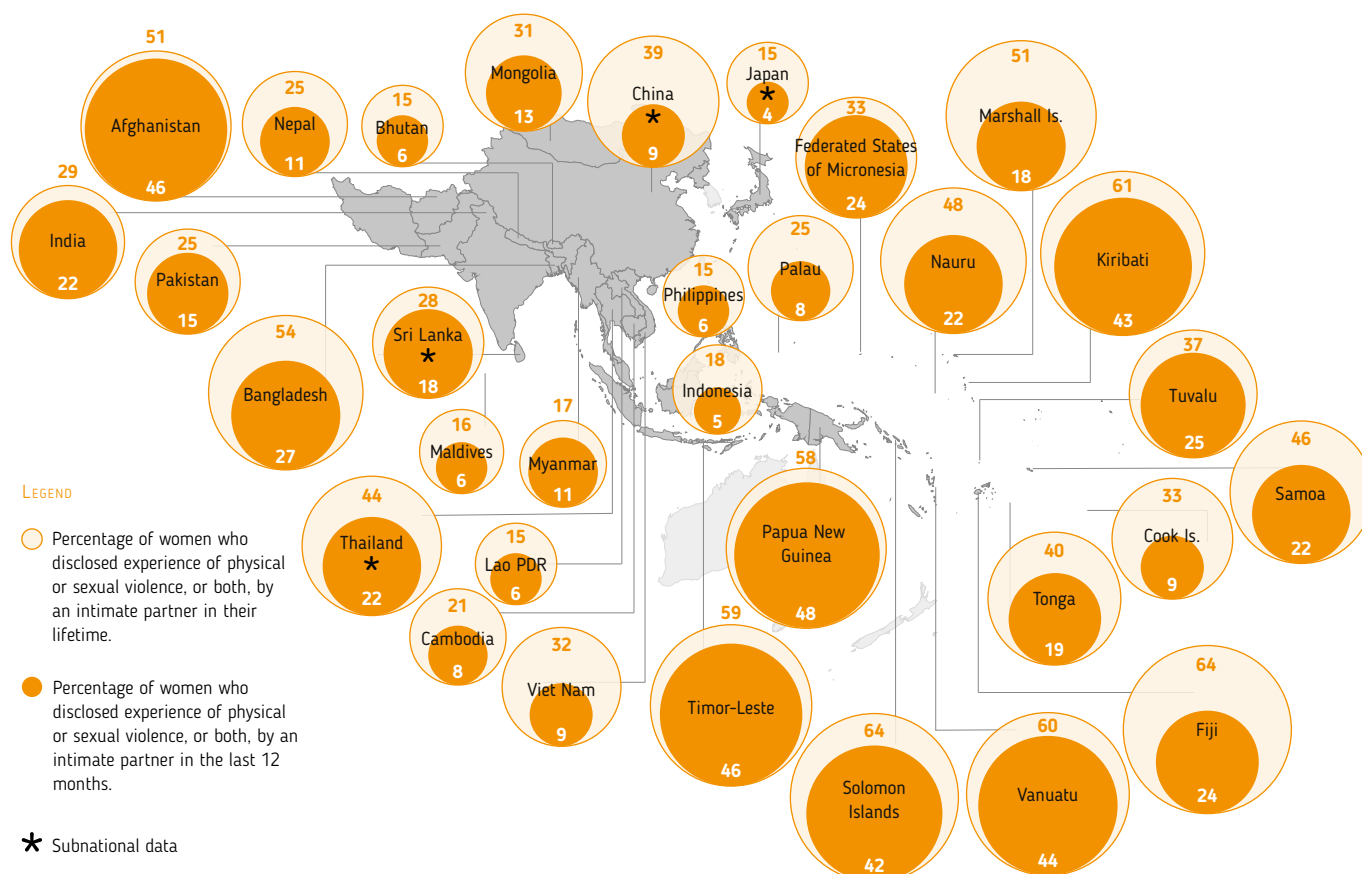 51
Afghanistan
46
25
Nepal
11
15
Bhutan
6
31
Mongolia
13
39
China
*
9
15
Japan
*
4
33
Federated States
of Micronesia
24
51
Marshall Is.
18
29
India
22
25
Pakistan
15
48
Nauru
22
61
Kiribati
43
25
Palau
8
15
Philippines
6
54
Bangladesh
27
28
Sri Lanka
*
18
18
Indonesia
5
37
Tuvalu
25
16
Maldives
6
17
Myanmar
11
46
Samoa
22
44
Thailand
*
22
15
Lao PDR
6
58
Papua New
Guinea
48
33
Cook Is.
9
40
Tonga
19
21
Cambodia
8
32
Viet Nam
9
59
Timor-Leste
46
64
Solomon
Islands
42
60
Vanuatu
44
64
Fiji
24
LEGEND
Percentage of women who
disclosed experience of physical
or sexual violence, or both, by
an intimate partner in their
lifetime.
Percentage of women who
disclosed experience of physical
or sexual violence, or both, by an
intimate partner in the last 12
months.
* Subnational data